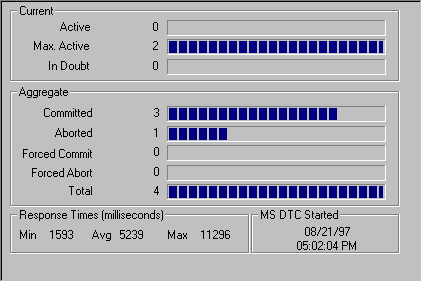 Current
Active 0
Max. Active 2
In Doubt 0
Aggregate
Committed 3
Aborted 1
Forced Commit 0
Forced Abort 0
Total 4
Response Times (milliseconds)
Min 1593 Avg 5239 Max 11296
MS DTC Started
08/21/97
05:02:04 PM